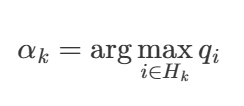 α_k = arg max_{i∈H_k} q_i